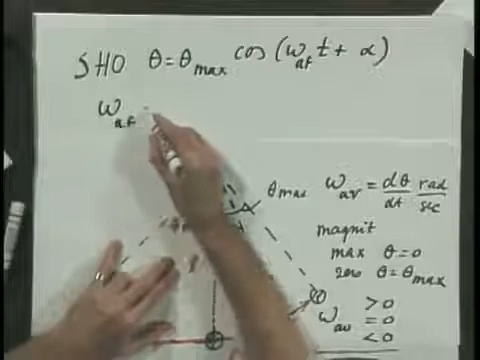 SHO θ = θmax cos (ωaf t + α)
ωaf =
θmax
ωav = dθ/dt rad/sec
magnit
max θ = 0
zero θ = θmax
ωav > 0
= 0
< 0